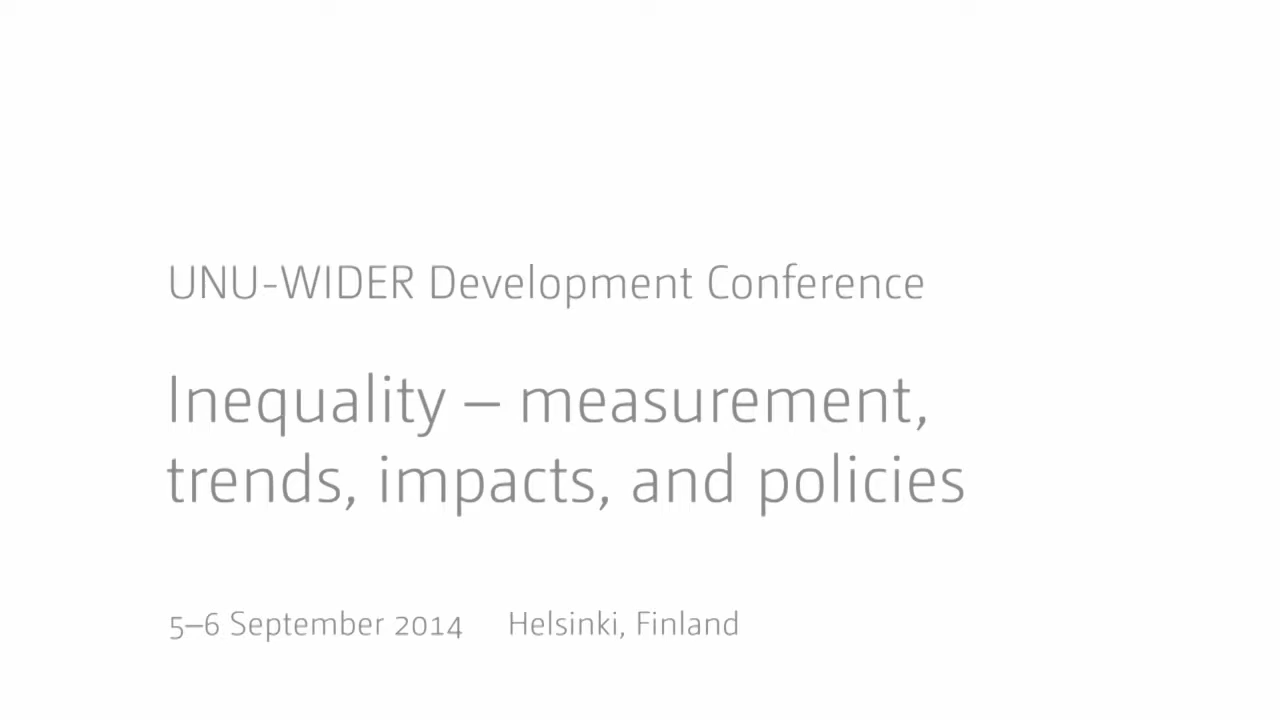 UNU-WIDER Development Conference
Inequality – measurement,
trends, impacts, and policies
5–6 September 2014 Helsinki, Finland